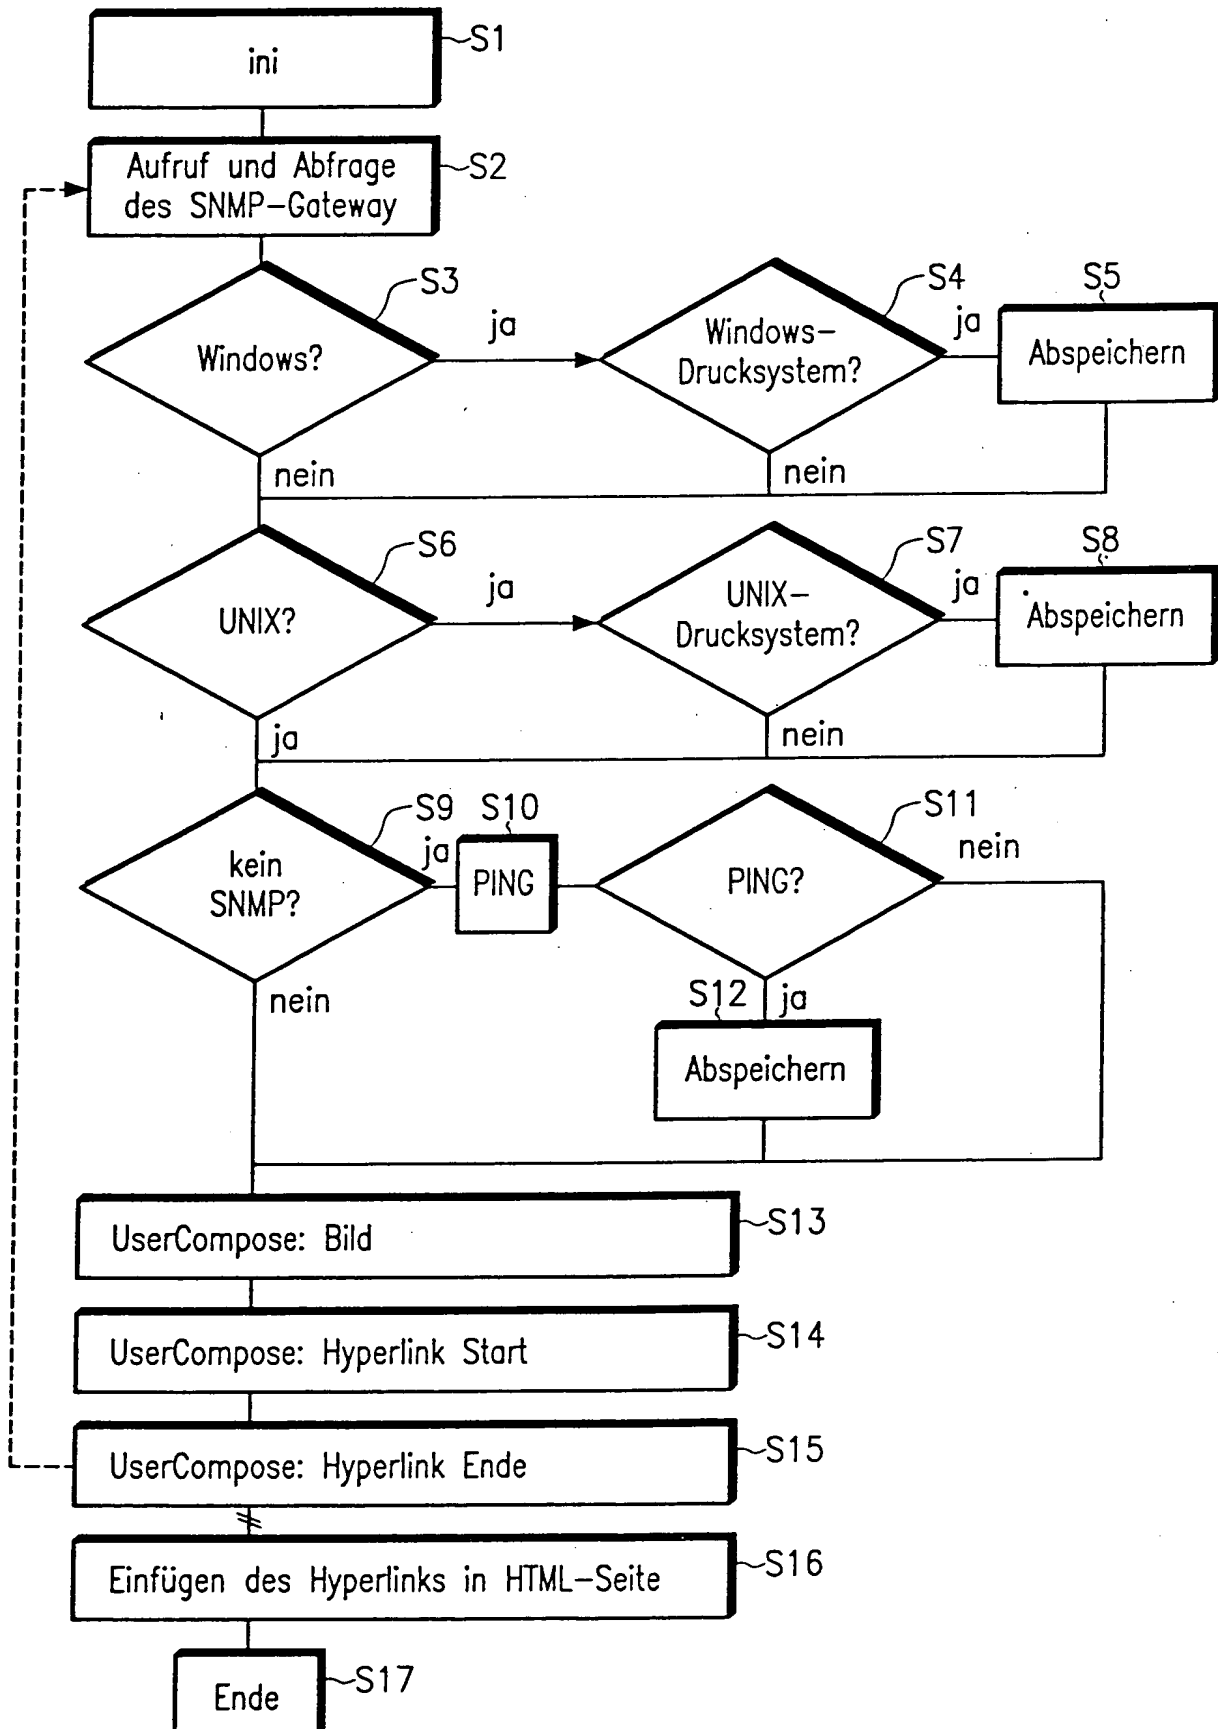 ini
S1
Aufruf und Abfrage
des SNMP-Gateway
S2
Windows?
S3
ja
nein
Windows-
Drucksystem?
S4
ja
nein
S5
Abspeichern
UNIX?
S6
ja
ja
UNIX-
Drucksystem?
S7
ja
nein
S8
Abspeichern
kein
SNMP?
S9
ja
nein
S10
PING
PING?
S11
nein
ja
S12
Abspeichern
UserCompose: Bild
S13
UserCompose: Hyperlink Start
S14
UserCompose: Hyperlink Ende
S15
Einfügen des Hyperlinks in HTML-Seite
S16
Ende
S17